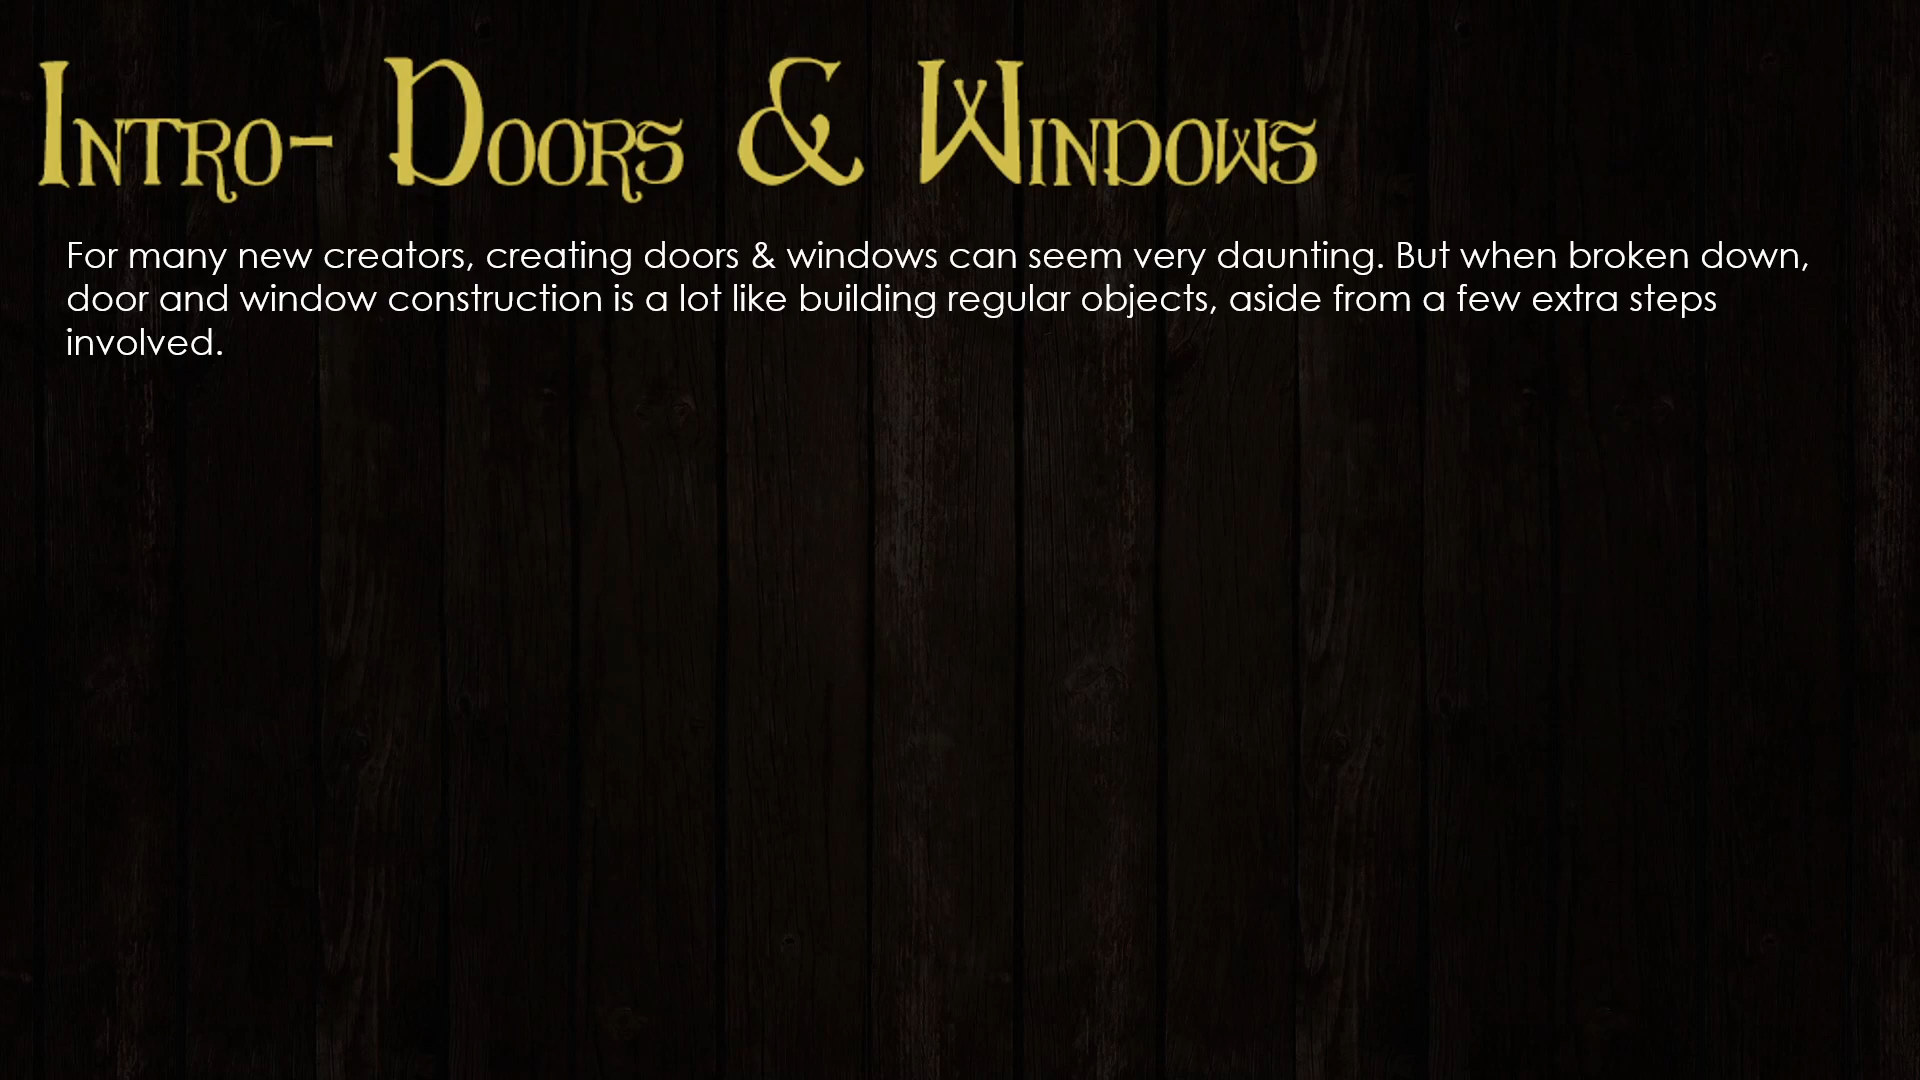 Intro- Doors & Windows
For many new creators, creating doors & windows can seem very daunting. But when broken down,
door and window construction is a lot like building regular objects, aside from a few extra steps
involved.